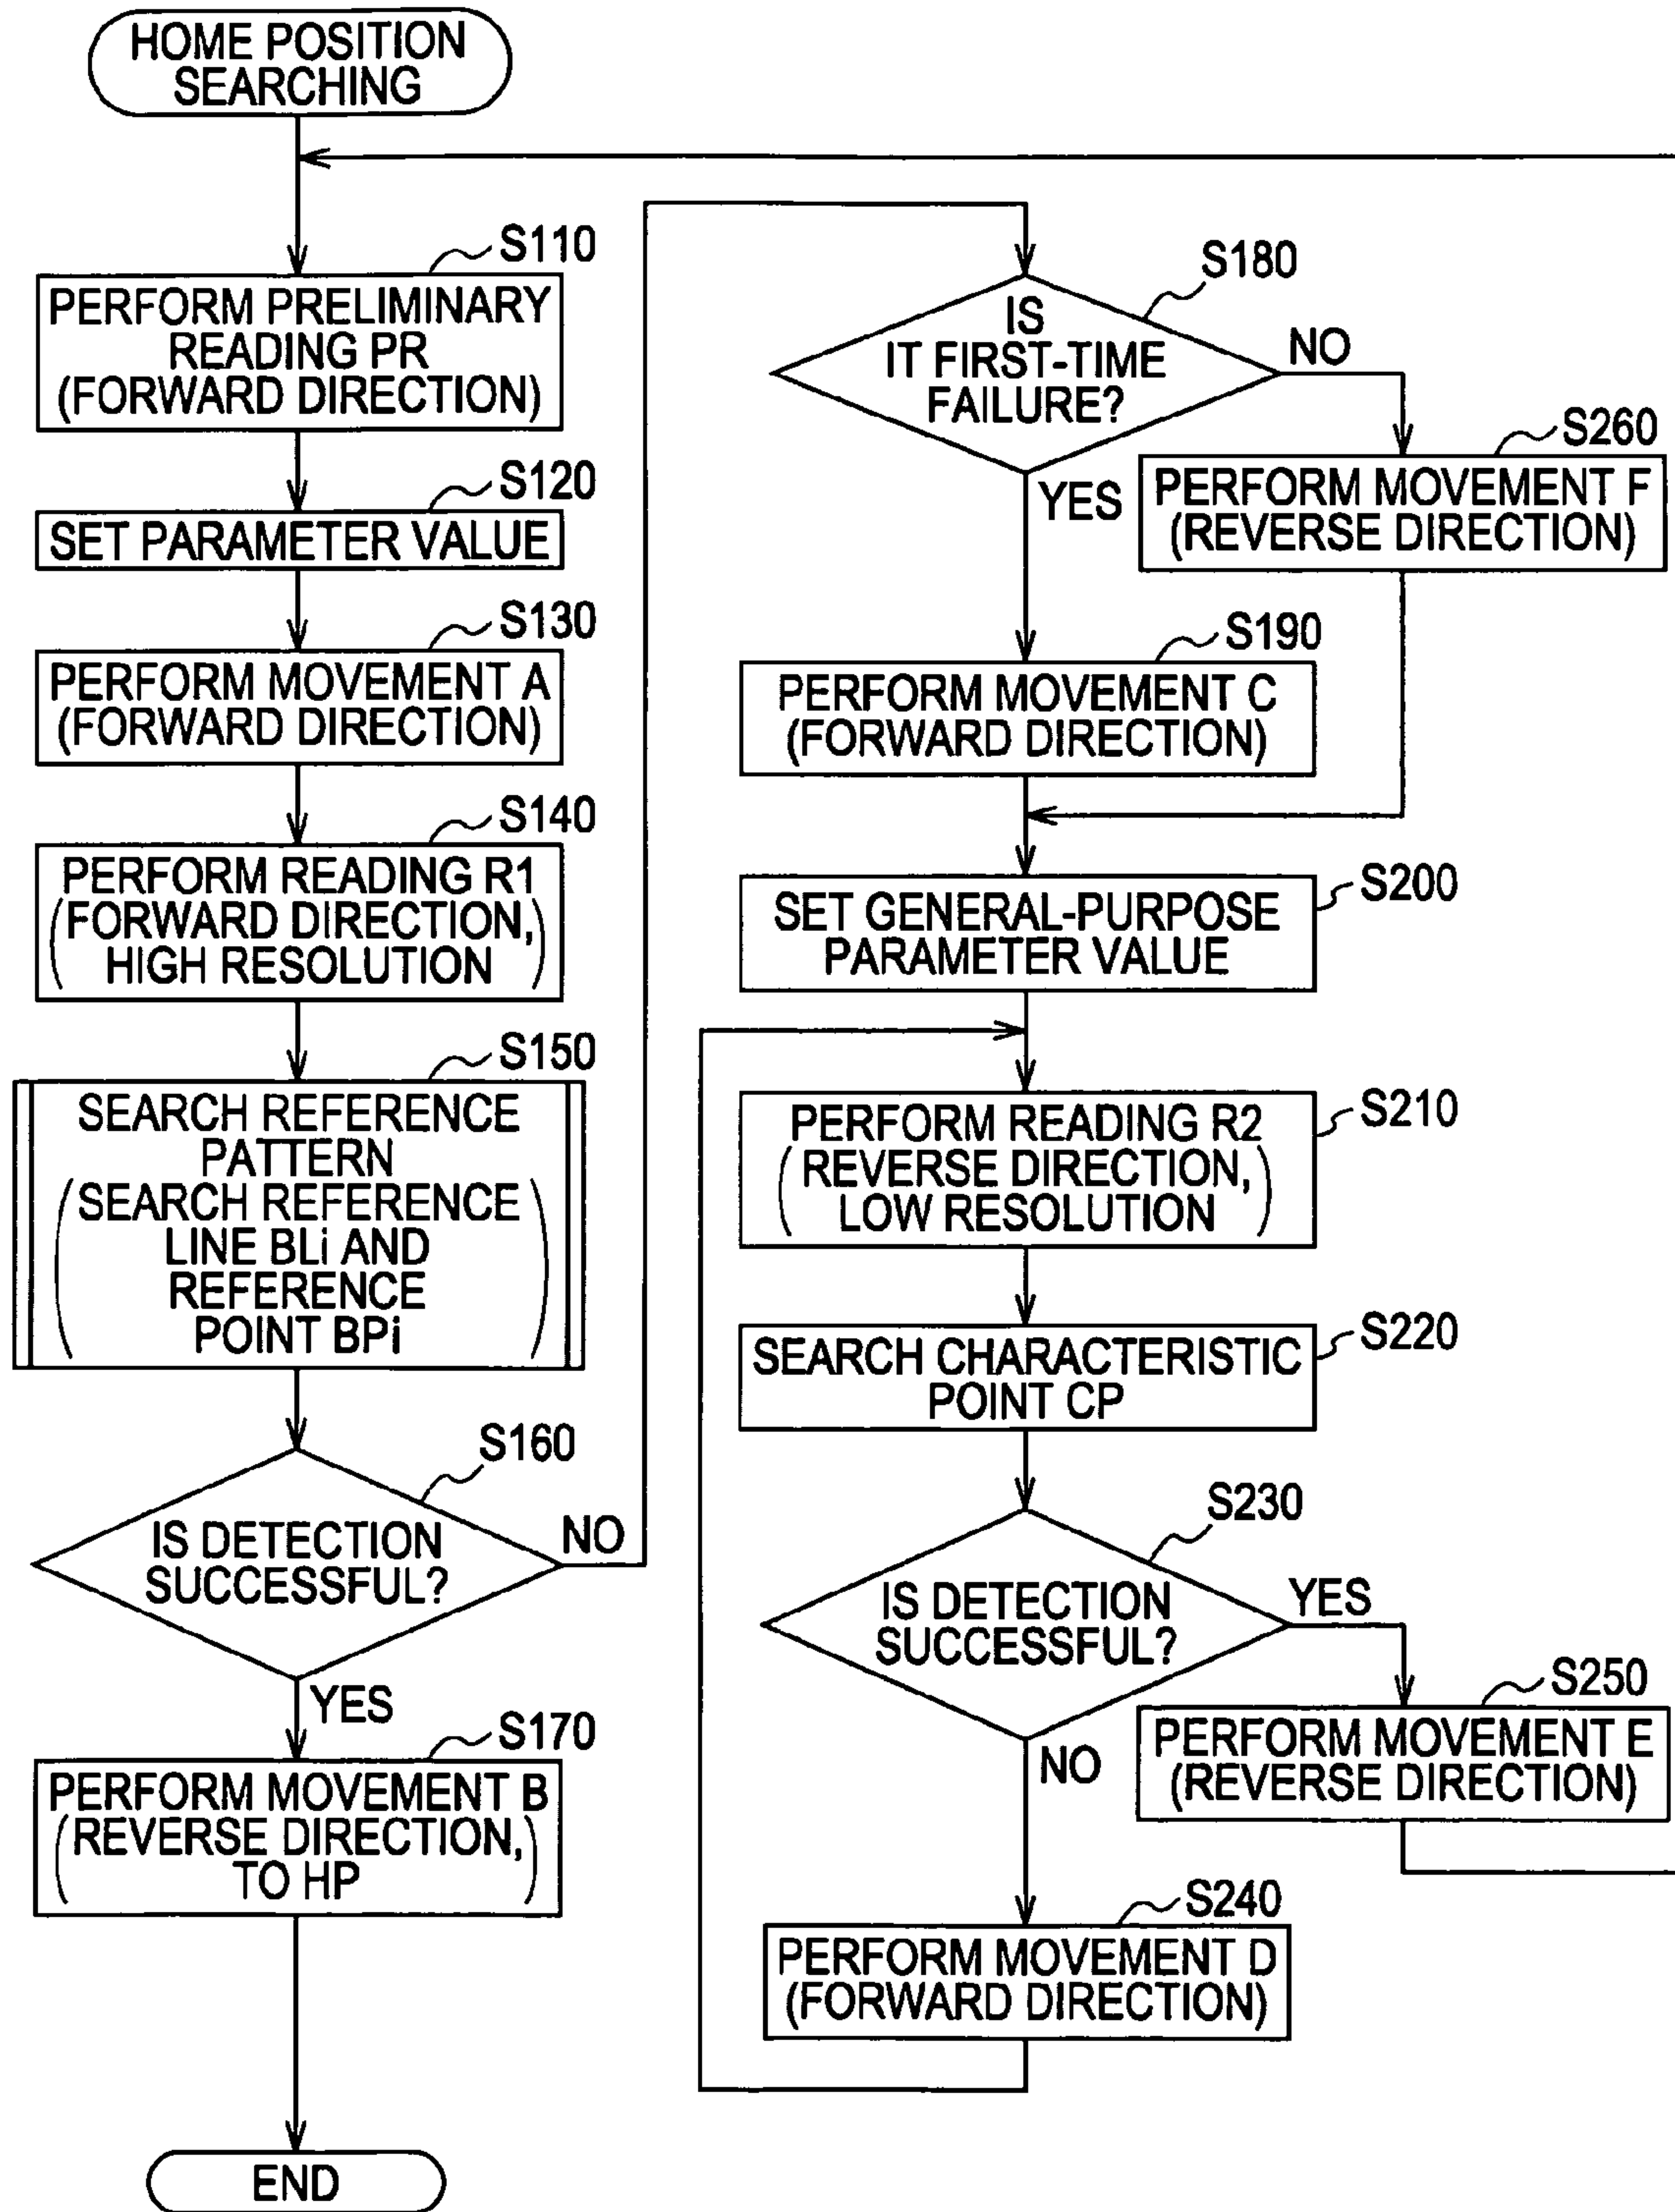 HOME POSITION
SEARCHING
S110
PERFORM PRELIMINARY
READING PR
(FORWARD DIRECTION)
S120
SET PARAMETER VALUE
S130
PERFORM MOVEMENT A
(FORWARD DIRECTION)
S140
PERFORM READING R1
(FORWARD DIRECTION,
HIGH RESOLUTION)
S150
SEARCH REFERENCE
PATTERN
(SEARCH REFERENCE
LINE BLi AND
REFERENCE
POINT BPi)
S160
IS DETECTION
SUCCESSFUL?
NO
YES
S170
PERFORM MOVEMENT B
(REVERSE DIRECTION,
TO HP)
END
S180
IS
IT FIRST-TIME
FAILURE?
NO
YES
S260
PERFORM MOVEMENT F
(REVERSE DIRECTION)
S190
PERFORM MOVEMENT C
(FORWARD DIRECTION)
S200
SET GENERAL-PURPOSE
PARAMETER VALUE
S210
PERFORM READING R2
(REVERSE DIRECTION,
LOW RESOLUTION)
S220
SEARCH CHARACTERISTIC
POINT CP
S230
IS DETECTION
SUCCESSFUL?
YES
NO
S250
PERFORM MOVEMENT E
(REVERSE DIRECTION)
S240
PERFORM MOVEMENT D
(FORWARD DIRECTION)